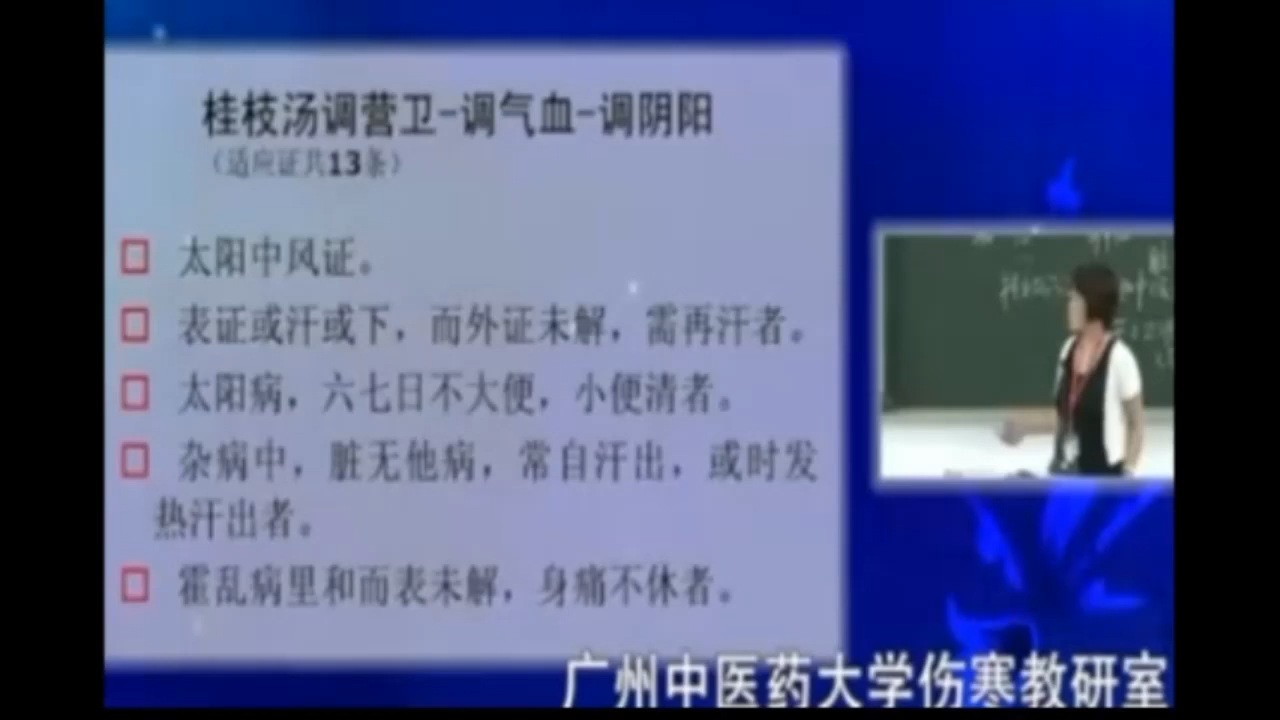 桂枝汤调营卫-调气血-调阴阳
（适应证共13条）
太阳中风证。
表证或汗或下，而外证未解，需再汗者。
太阳病，六七日不大便，小便清者。
杂病中，脏无他病，常自汗出，或时发
热汗出者。
霍乱病里和而表未解，身痛不休者。
广州中医药大学伤寒教研室